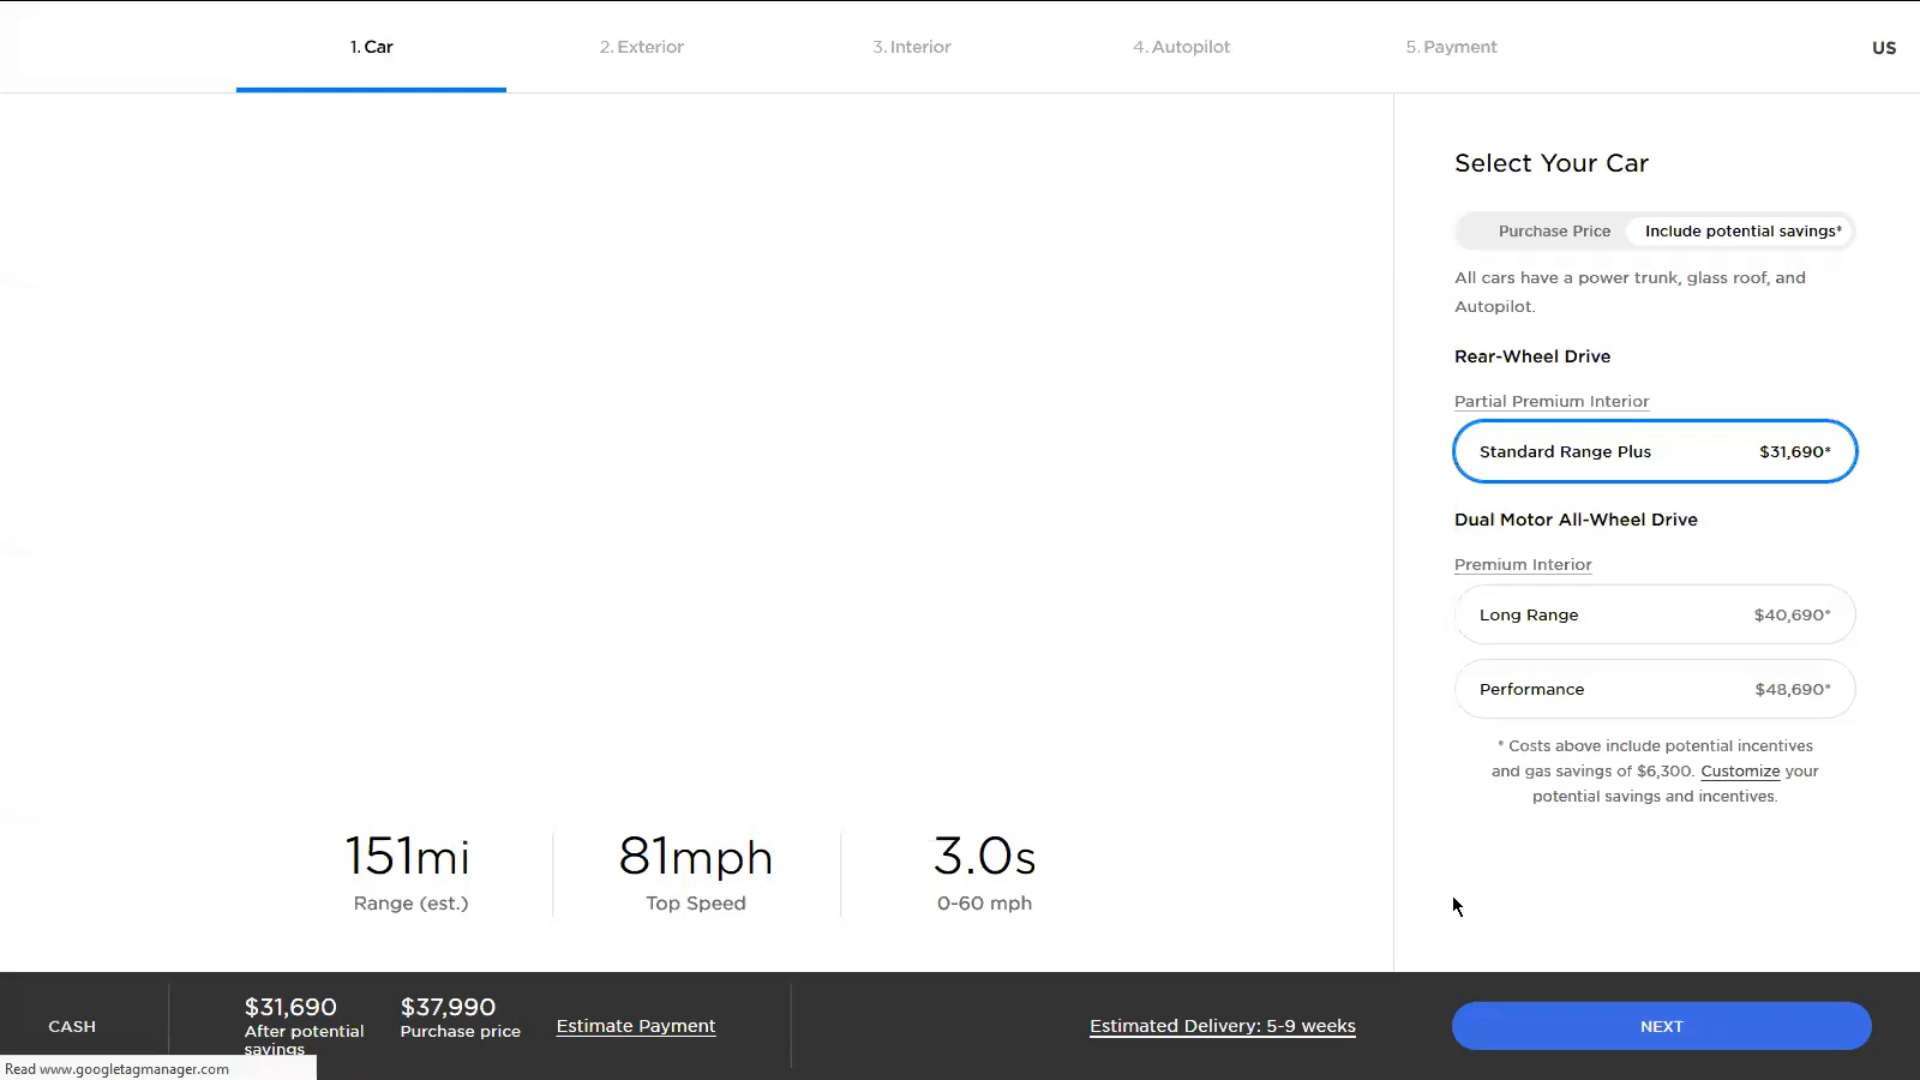 1. Car
2. Exterior
3. Interior
4. Autopilot
5. Payment
US
Select Your Car
Purchase Price
Include potential savings*
All cars have a power trunk, glass roof, and
Autopilot.
Rear-Wheel Drive
Partial Premium Interior
Standard Range Plus $31,690*
Dual Motor All-Wheel Drive
Premium Interior
Long Range $40,690*
Performance $48,690*
* Costs above include potential incentives
and gas savings of $6,300. Customize your
potential savings and incentives.
151mi
Range (est.)
81mph
Top Speed
3.0s
0-60 mph
CASH
$31,690
After potential
savings
$37,990
Purchase price
Estimate Payment
Estimated Delivery: 5-9 weeks
NEXT
Read www.googletagmanager.com